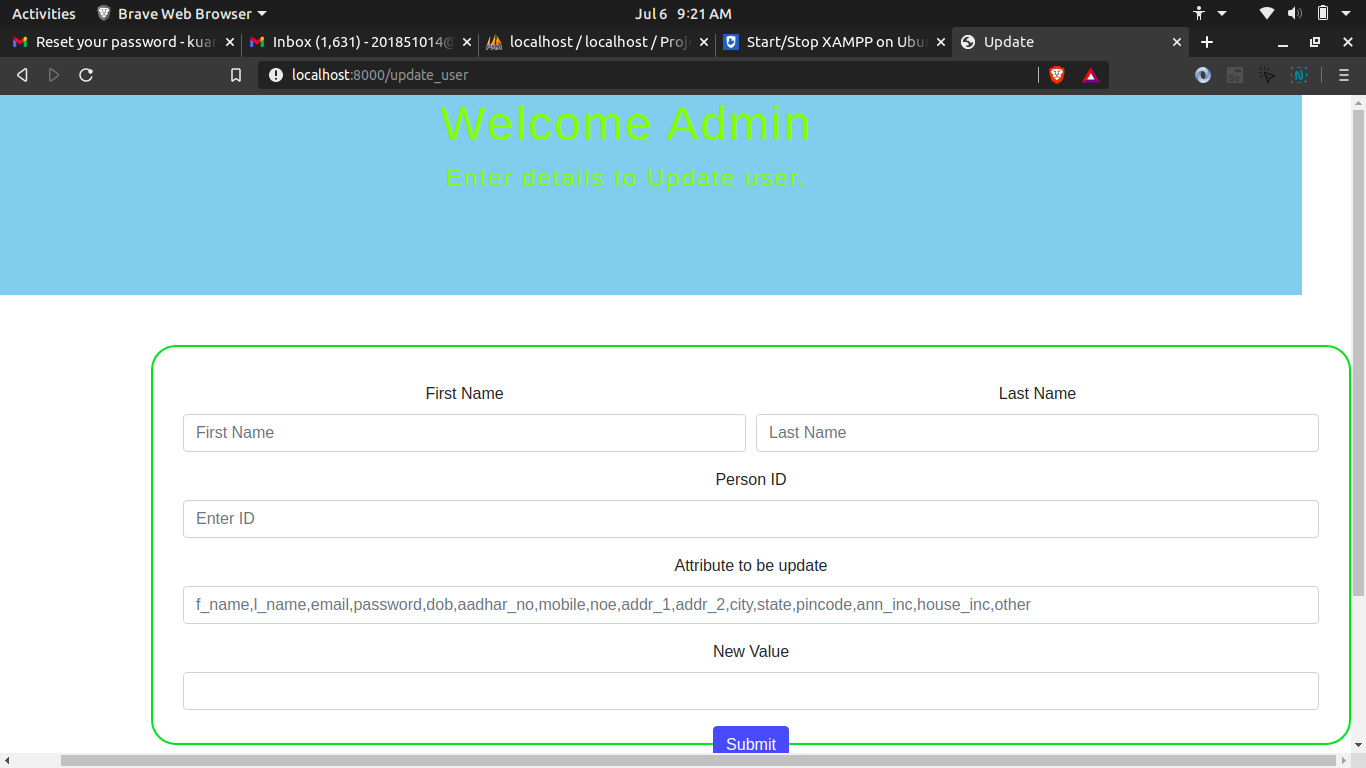 Activities Brave Web Browser Jul 6 9:21 AM
Reset your password - kuar Inbox (1,631) - 201851014@ localhost / localhost / Proj Start/Stop XAMPP on Ubu Update
localhost:8000/update_user
Welcome Admin
Enter details to Update user.
First Name Last Name
First Name Last Name
Person ID
Enter ID
Attribute to be update
f_name,l_name,email,password,dob,aadhar_no,mobile,noe,addr_1,addr_2,city,state,pincode,ann_inc,house_inc,other
New Value
Submit